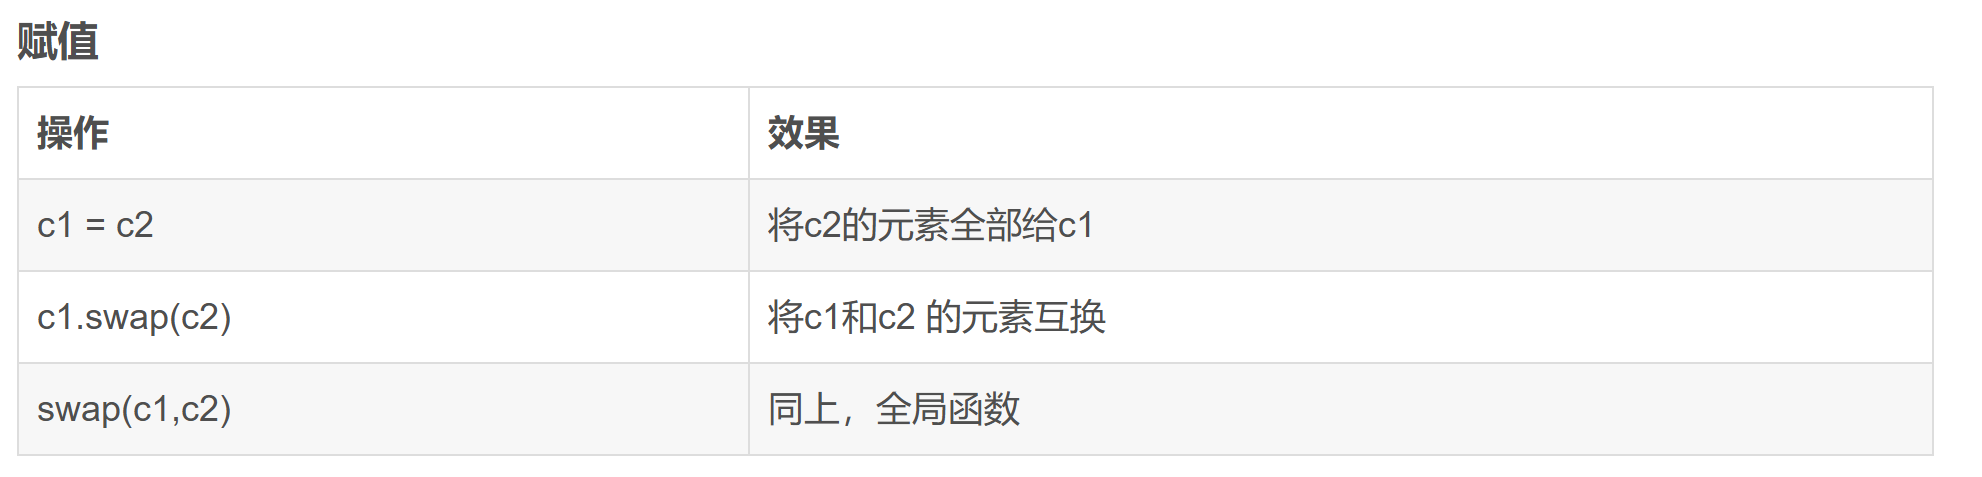 赋值
操作 效果
c1 = c2 将c2的元素全部给c1
c1.swap(c2) 将c1和c2 的元素互换
swap(c1,c2) 同上，全局函数